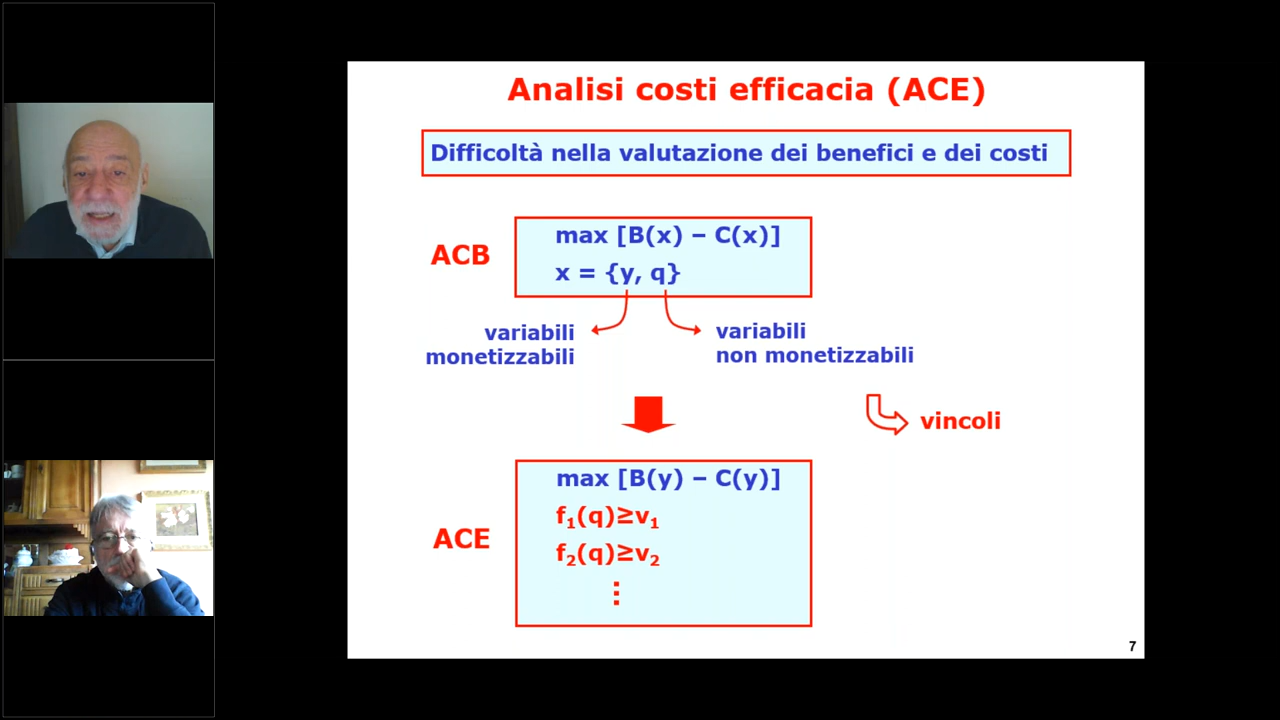 Analisi costi efficacia (ACE)
Difficoltà nella valutazione dei benefici e dei costi
ACB
max [B(x) – C(x)]
x = {y, q}
variabili
monetizzabili
variabili
non monetizzabili
vincoli
ACE
max [B(y) – C(y)]
f₁(q)≥v₁
f₂(q)≥v₂
⋮
7